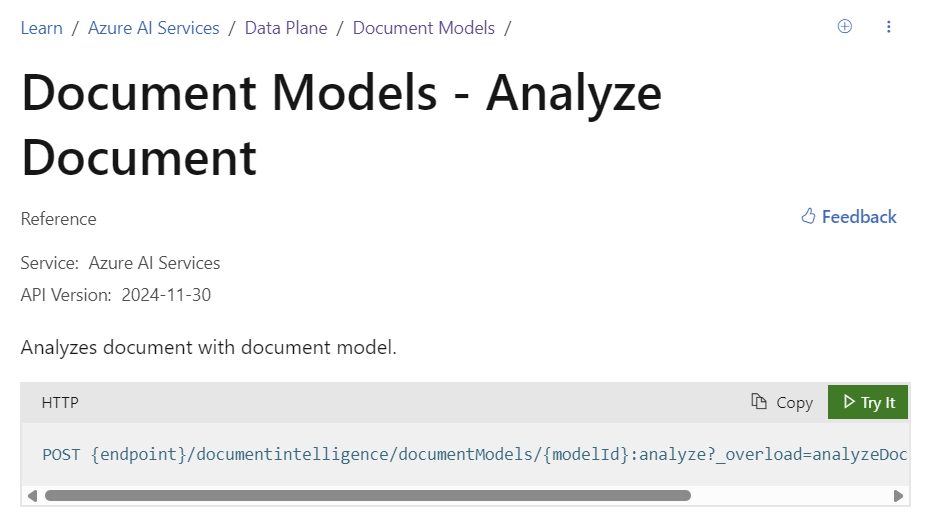 Learn / Azure AI Services / Data Plane / Document Models /
Document Models - Analyze
Document
Reference
Feedback
Service: Azure AI Services
API Version: 2024-11-30
Analyzes document with document model.
HTTP
Copy
Try It
POST {endpoint}/documentintelligence/documentModels/{modelId}:analyze?_overload=analyzeDoc